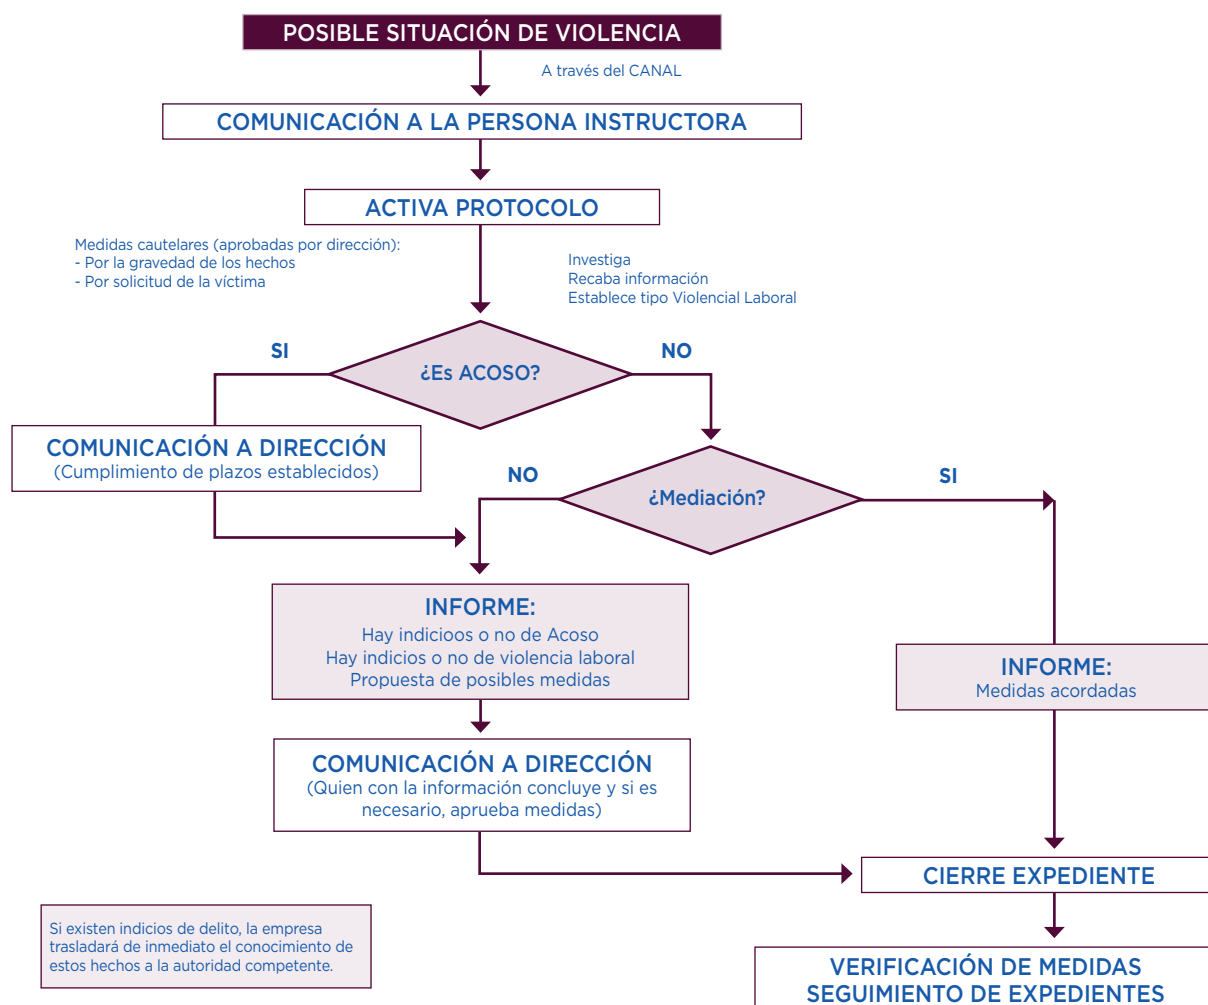 POSIBLE SITUACIÓN DE VIOLENCIA
A través del CANAL
COMUNICACIÓN A LA PERSONA INSTRUCTORA
ACTIVA PROTOCOLO
Medidas cautelares (aprobadas por dirección):
- Por la gravedad de los hechos
- Por solicitud de la víctima
Investiga
Recaba información
Establece tipo Violencial Laboral
SI
NO
¿Es ACOSO?
COMUNICACIÓN A DIRECCIÓN
(Cumplimiento de plazos establecidos)
NO
SI
¿Mediación?
INFORME:
Hay indicioos o no de Acoso
Hay indicios o no de violencia laboral
Propuesta de posibles medidas
INFORME:
Medidas acordadas
COMUNICACIÓN A DIRECCIÓN
(Quien con la información concluye y si es
necesario, aprueba medidas)
CIERRE EXPEDIENTE
Si existen indicios de delito, la empresa
trasladará de inmediato el conocimiento de
estos hechos a la autoridad competente.
VERIFICACIÓN DE MEDIDAS
SEGUIMIENTO DE EXPEDIENTES